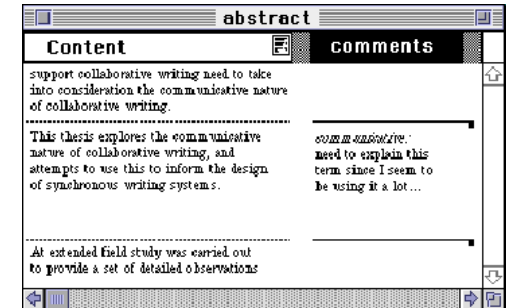 abstract
Content
comments
support collaborative writing need to take
into consideration the communicative nature
of collaborative writing.
This thesis explores the communicative
nature of collaborative writing, and
attempts to use this to inform the design
of synchronous writing systems.
communicative:
need to explain this
term since I seem to
be using it a lot...
At extended field study was carried out
to provide a set of detailed observations